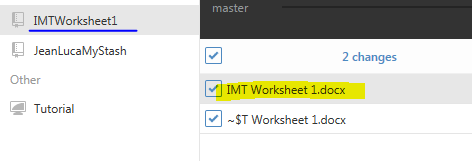 IMTWorksheet1
JeanLucaMyStash
Other
Tutorial
master
2 changes
IMT Worksheet 1.docx
~$T Worksheet 1.docx